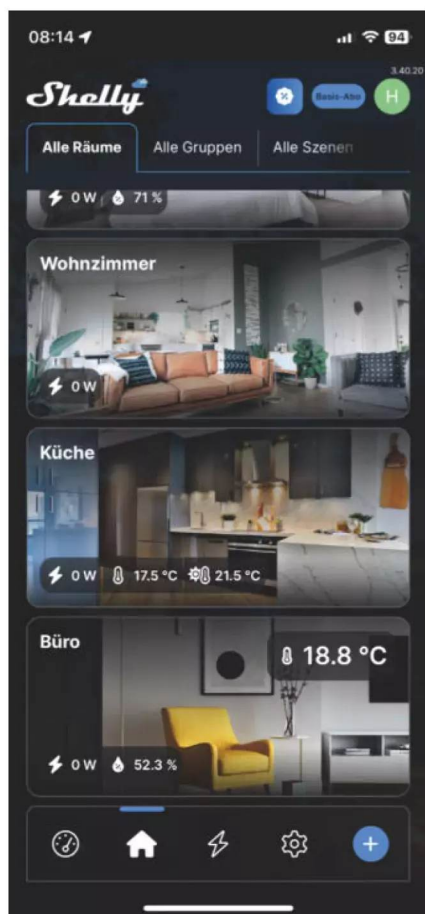 08:14
94
3.40.20
Shelly
Basic-Abo
H
Alle Räume
Alle Gruppen
Alle Szenen
0 W 71 %
Wohnzimmer
0 W
Küche
0 W 17.5 °C 21.5 °C
Büro
18.8 °C
0 W 52.3 %